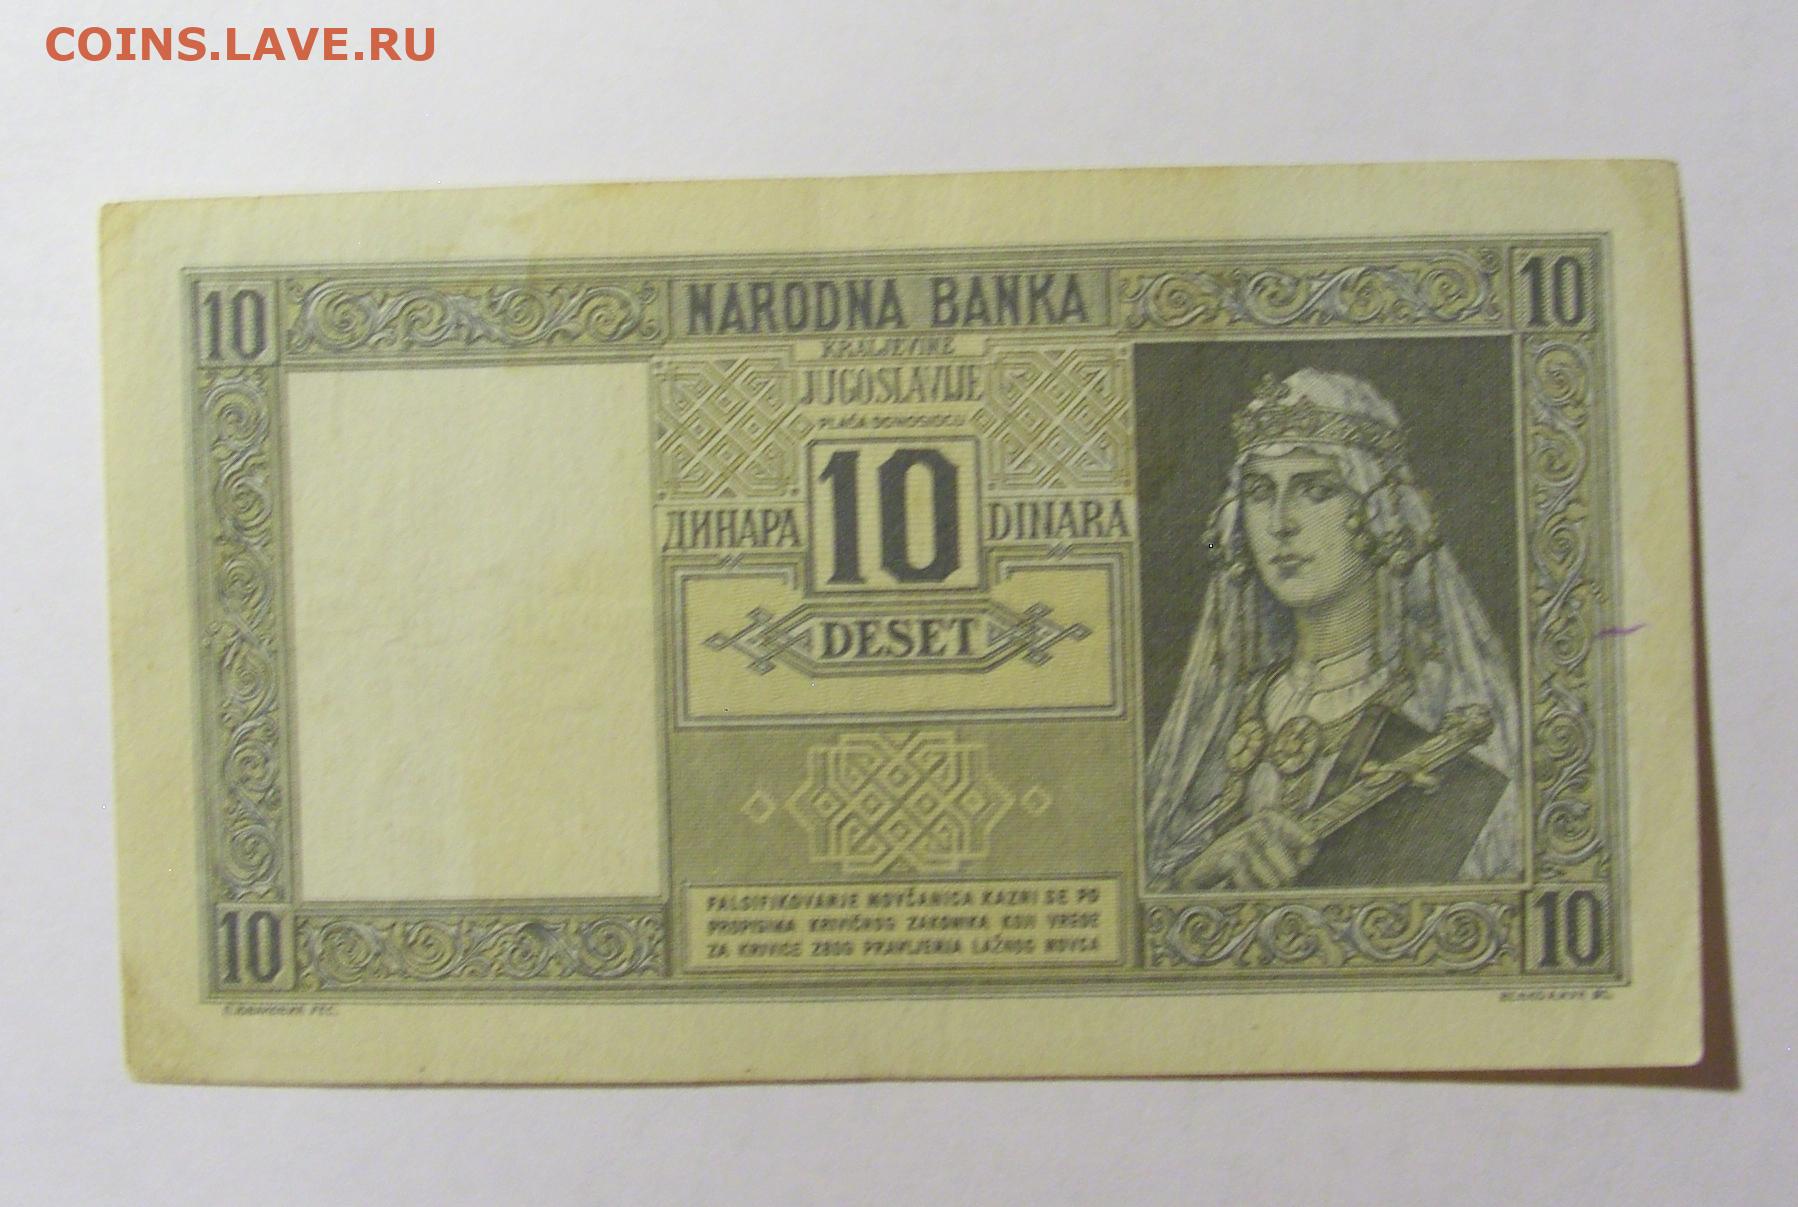 COINS.LAVE.RU
10 NARODNA BANKA 10
KRALJEVINE
JUGOSLAVIJE
PLAĆA DONOSIOCU
ДИНАРА 10 DINARA
DESET
FALSIFIKOVANJE NOVČANICA KAZNI SE PO
PROPISIMA KRIVIČNOG ZAKONIKA KOJI VREDE
ZA KRIVICE ZBOG PRAVLJENJA LAŽNOG NOVCA
10 10